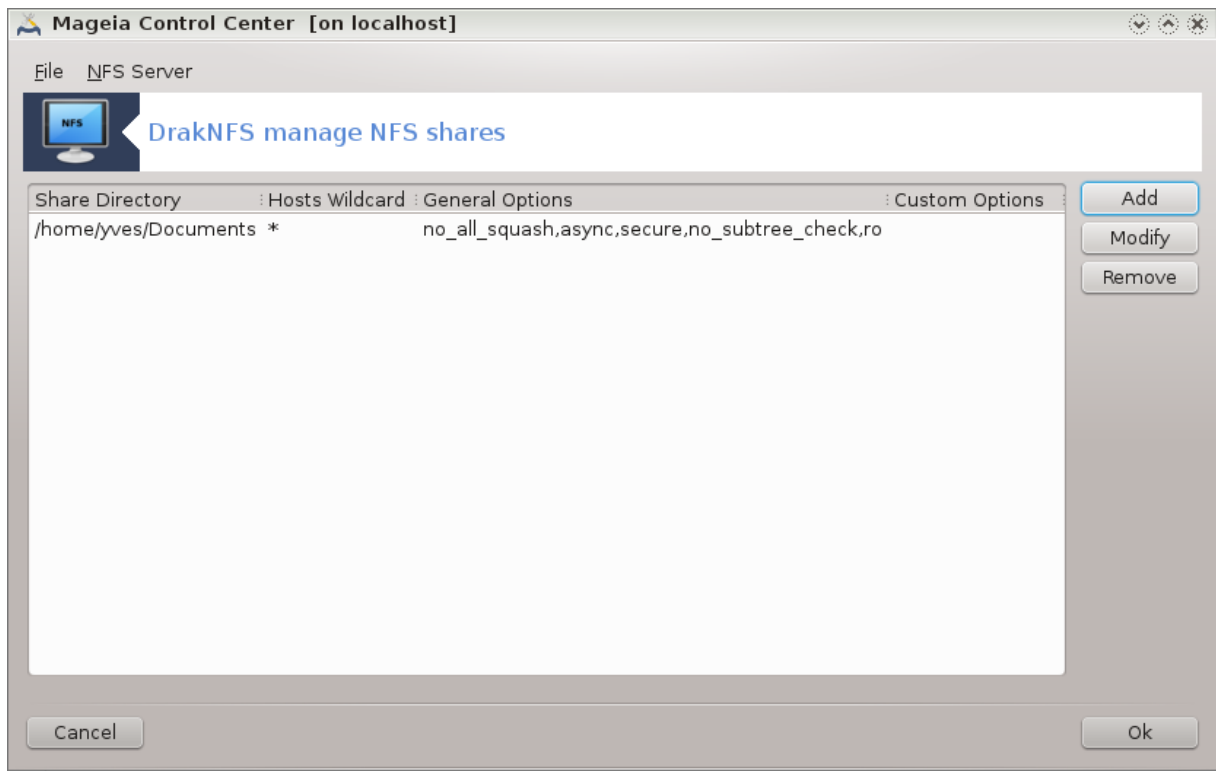 Mageia Control Center [on localhost]
File NFS Server
NFS
DrakNFS manage NFS shares
Share Directory Hosts Wildcard General Options Custom Options
/home/yves/Documents * no_all_squash,async,secure,no_subtree_check,ro
Add
Modify
Remove
Cancel Ok